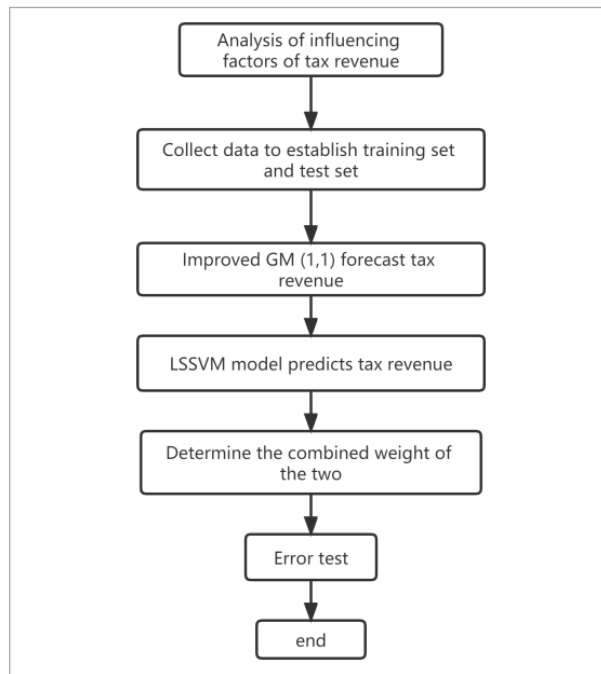 Analysis of influencing
factors of tax revenue
Collect data to establish training set
and test set
Improved GM (1,1) forecast tax
revenue
LSSVM model predicts tax revenue
Determine the combined weight of
the two
Error test
end